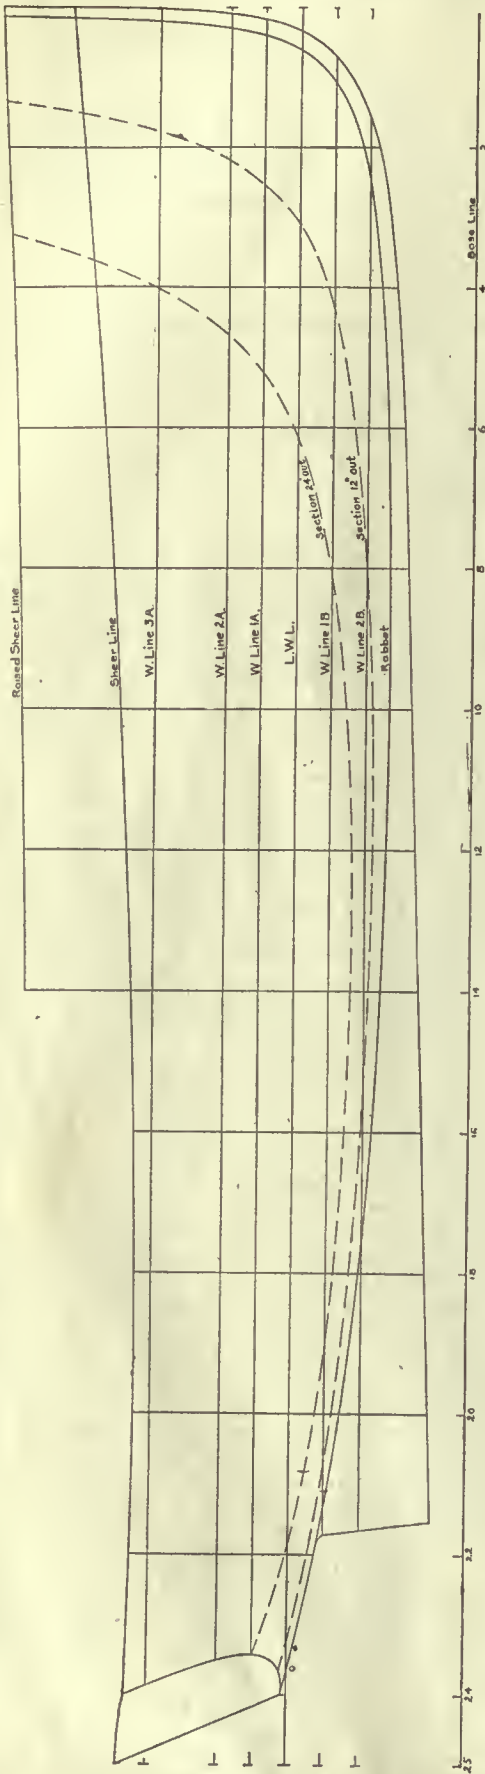 Raised Sheer Line
Sheer Line
W. Line 3A.
W. Line 2A.
W Line 1A.
L.W L.
W Line 1B
W Line 2B.
Rabbet
Section 24" out
Section 12" out
Base Line
2
4
6
8
10
12
14
16
18
20
22
24
25